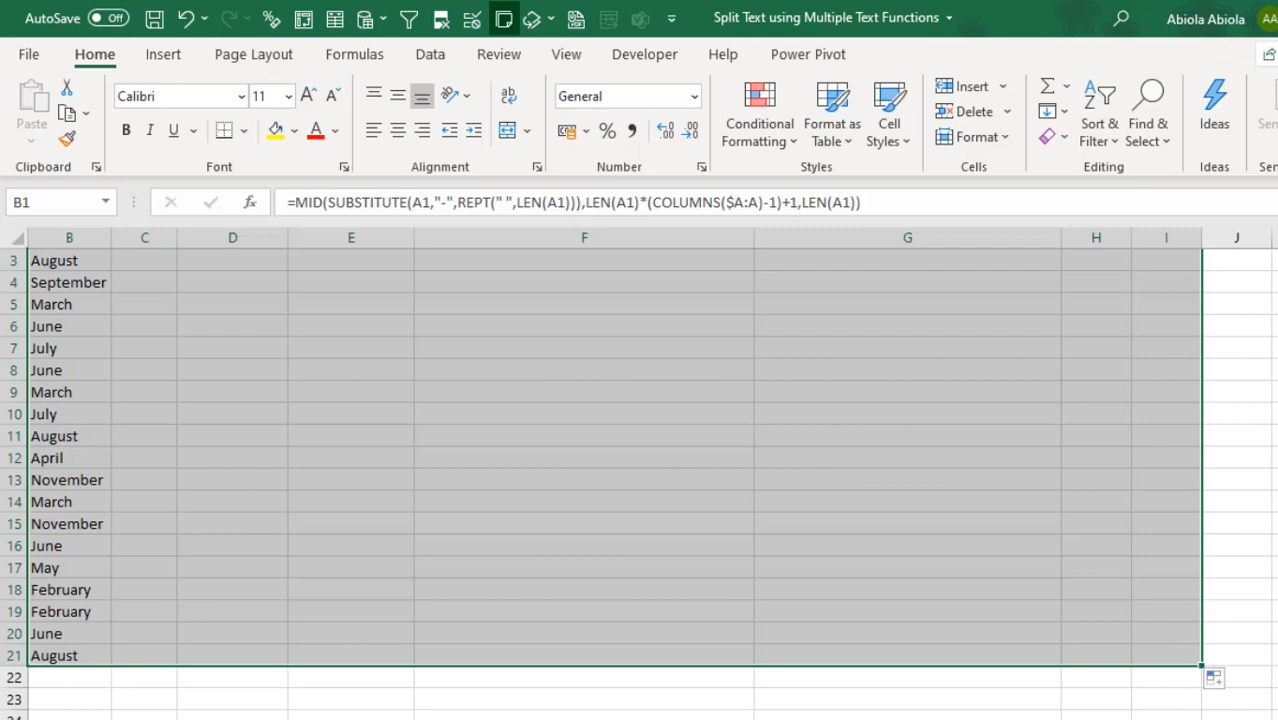 AutoSave Off Split Text using Multiple Text Functions Abiola Abiola AA
File Home Insert Page Layout Formulas Data Review View Developer Help Power Pivot
Calibri 11 General Insert
Paste Delete
B I U Conditional Formatting Format as Table Cell Styles Format Sort & Filter Find & Select Ideas Sen
Clipboard Font Alignment Number Styles Cells Editing Ideas Sen
B1 fx =MID(SUBSTITUTE(A1,"-",REPT(" ",LEN(A1))),LEN(A1)*(COLUMNS($A:A)-1)+1,LEN(A1))
B C D E F G H I J
3 August
4 September
5 March
6 June
7 July
8 June
9 March
10 July
11 August
12 April
13 November
14 March
15 November
16 June
17 May
18 February
19 February
20 June
21 August
22
23